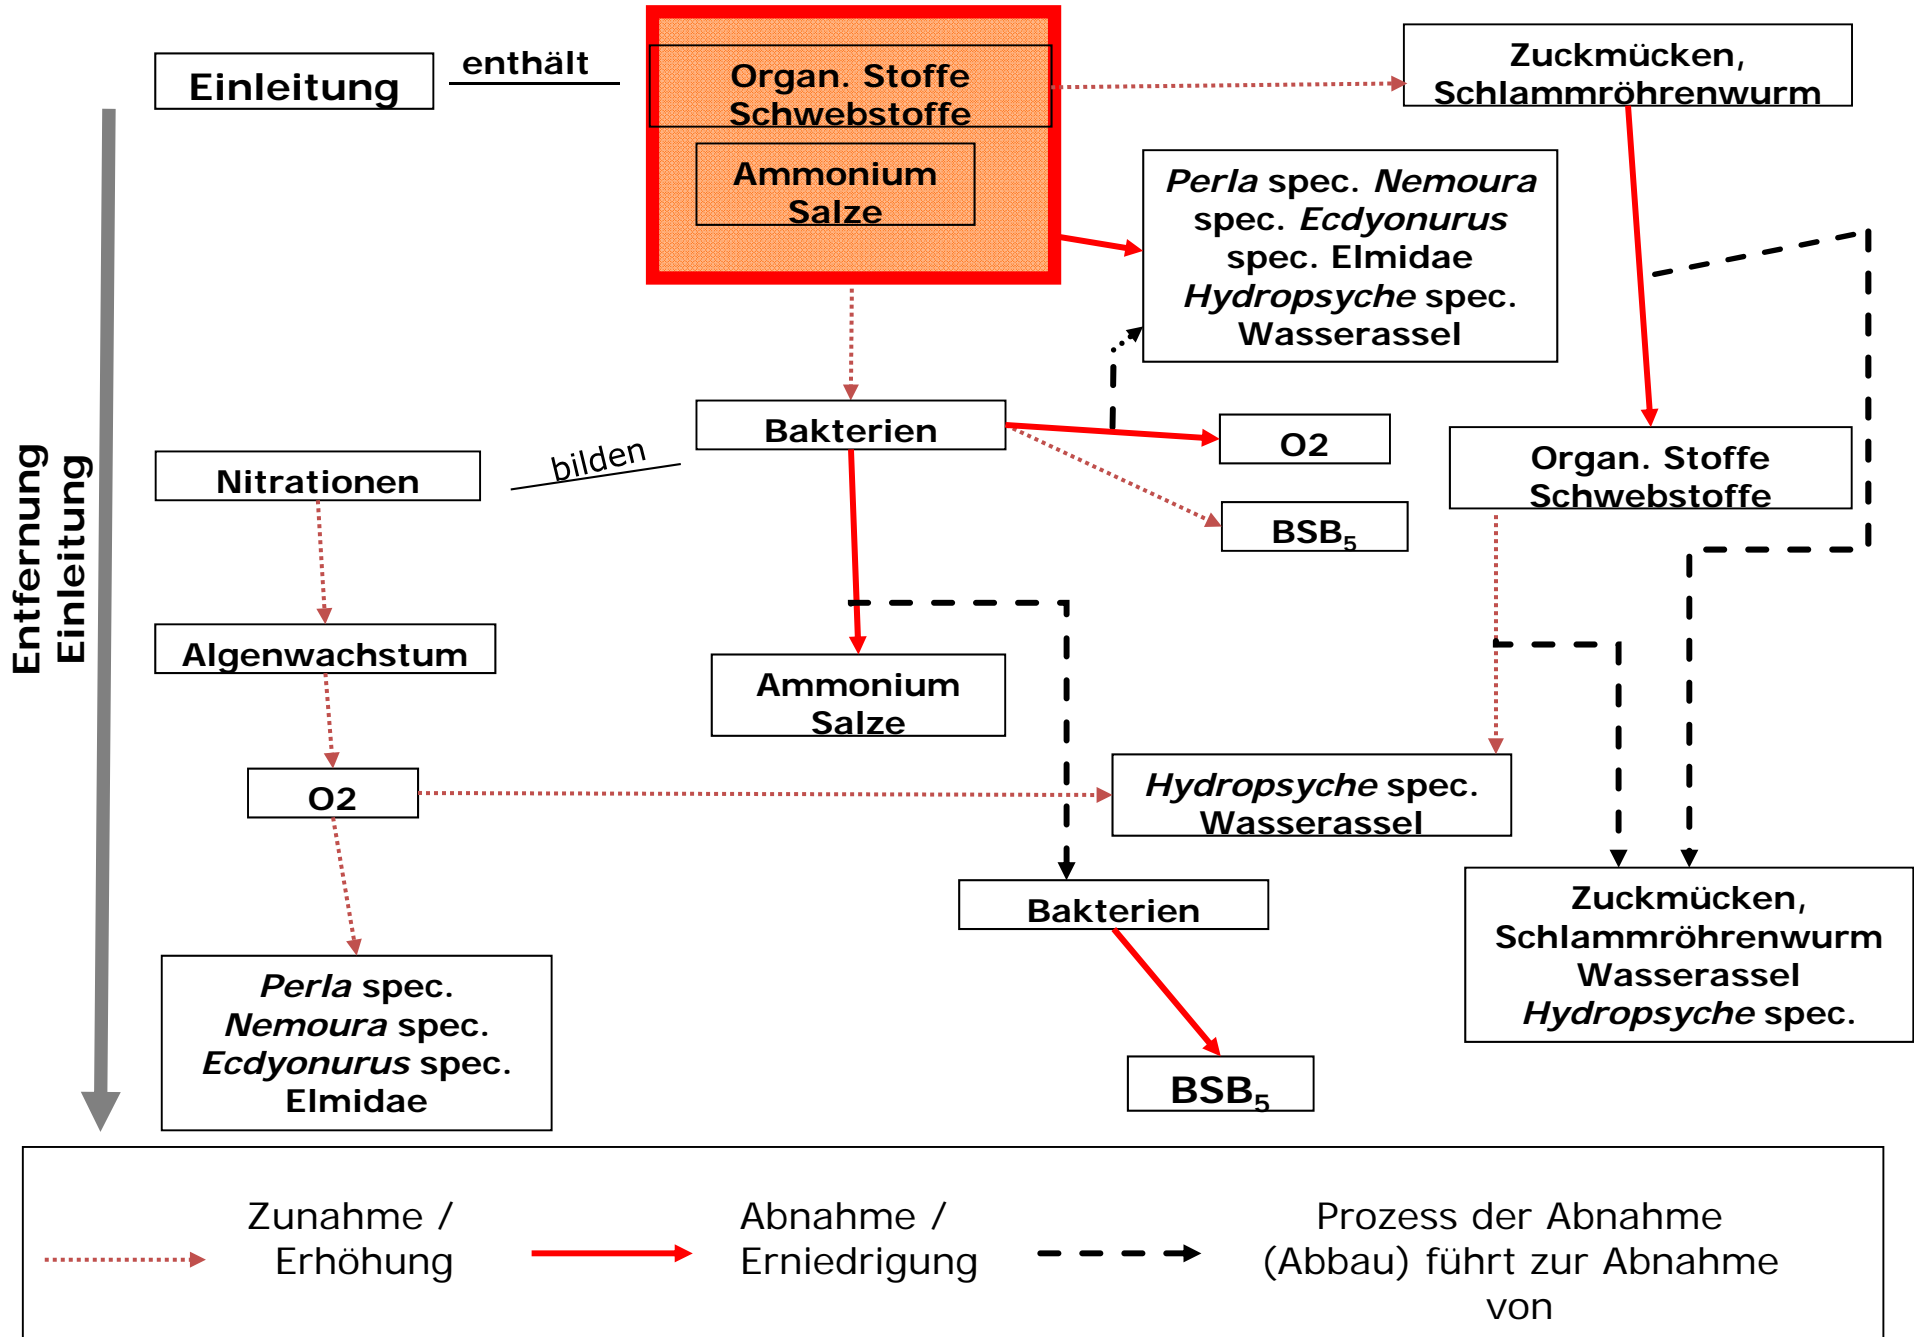 Einleitung
enthält
Organ. Stoffe
Schwebstoffe
Ammonium
Salze
Zuckmücken,
Schlammröhrenwurm
Perla spec. Nemoura
spec. Ecdyonurus
spec. Elmidae
Hydropsyche spec.
Wasserassel
Entfernung
Einleitung
Bakterien
bilden
Nitrationen
O2
BSB5
Organ. Stoffe
Schwebstoffe
Algenwachstum
Ammonium
Salze
O2
Hydropsyche spec.
Wasserassel
Bakterien
Zuckmücken,
Schlammröhrenwurm
Wasserassel
Hydropsyche spec.
Perla spec.
Nemoura spec.
Ecdyonurus spec.
Elmidae
BSB5
Zunahme /
Erhöhung
Abnahme /
Erniedrigung
Prozess der Abnahme
(Abbau) führt zur Abnahme
von